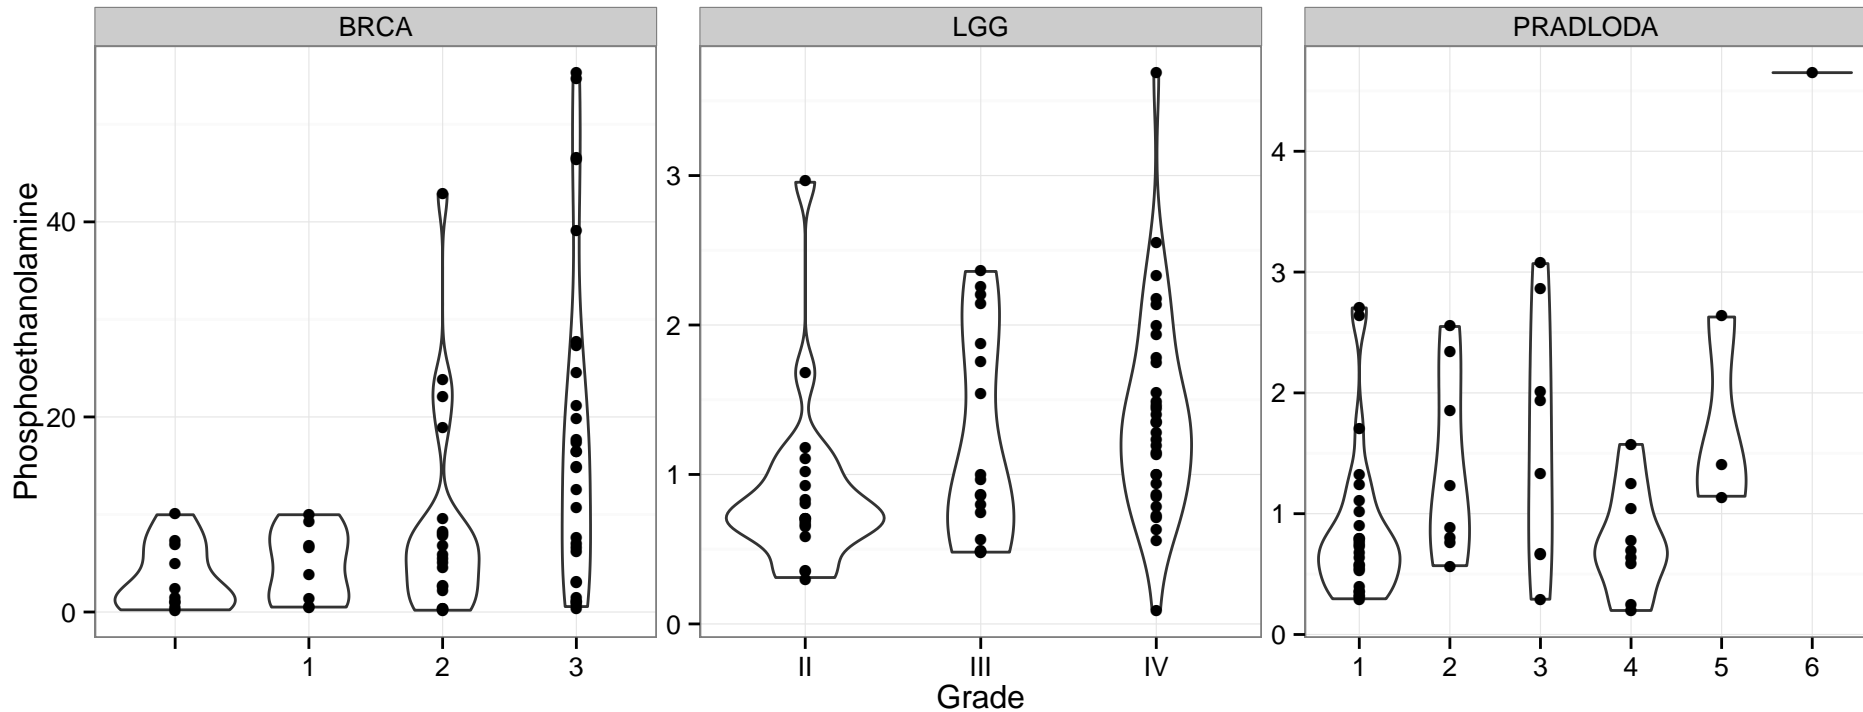 BRCA
LGG
PRADLODA
Phosphoethanolamine
40
20
0
3
2
1
0
4
3
2
1
0
1 2 3
II III IV
1 2 3 4 5 6
Grade